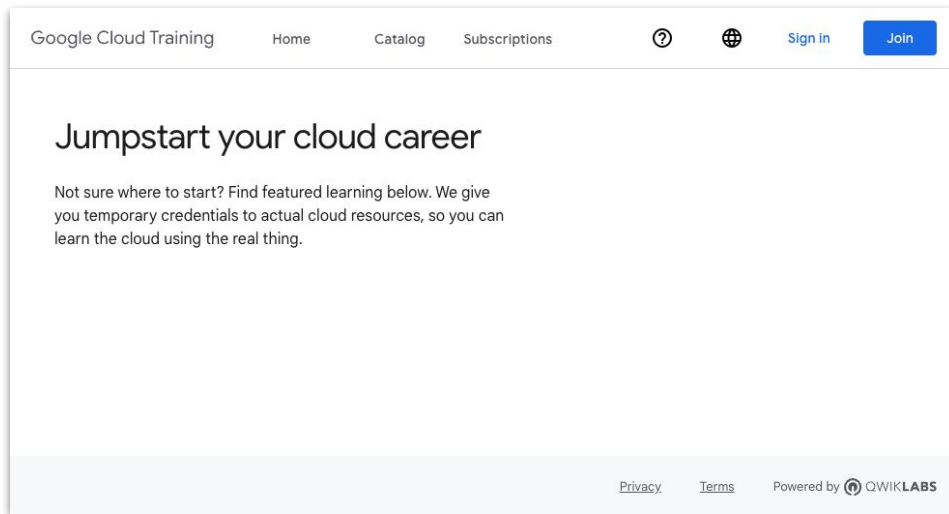 Google Cloud Training Home Catalog Subscriptions Sign in Join
Jumpstart your cloud career
Not sure where to start? Find featured learning below. We give
you temporary credentials to actual cloud resources, so you can
learn the cloud using the real thing.
Privacy Terms Powered by QWIKLABS